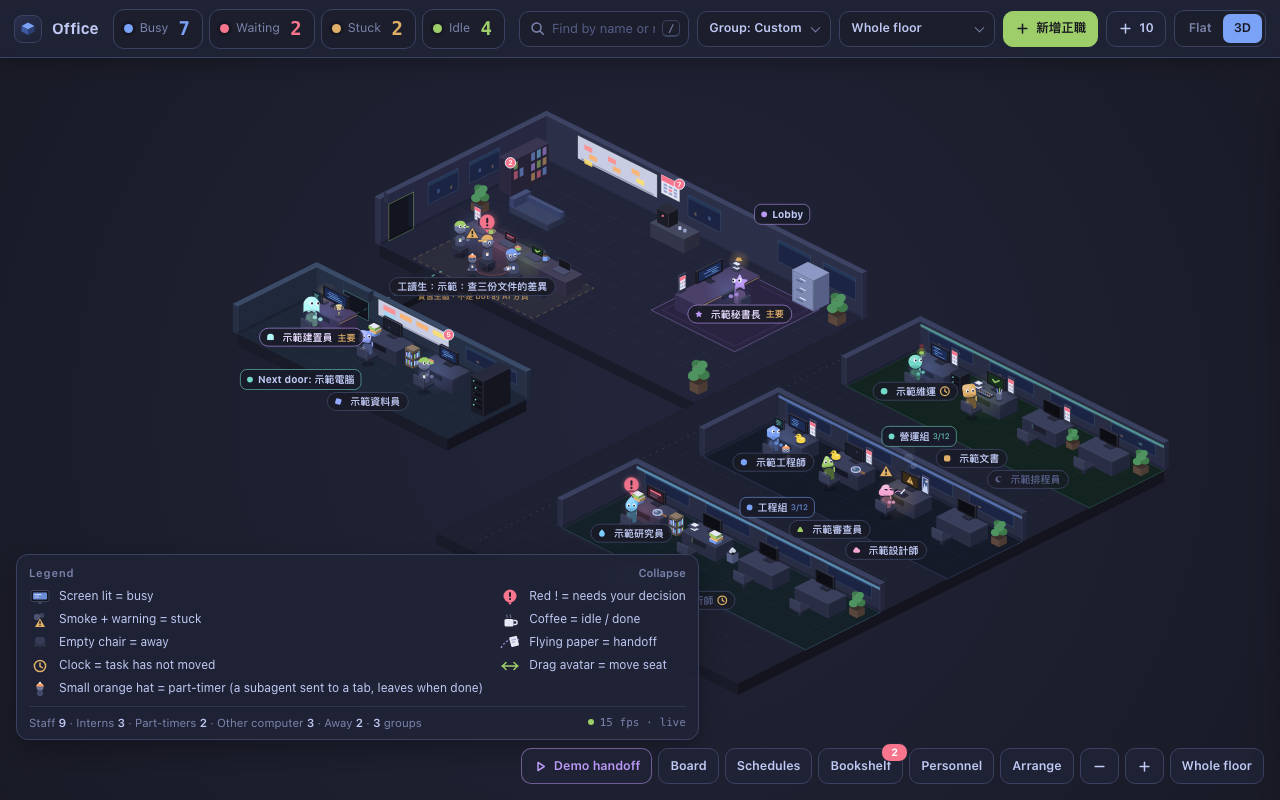 Office
Busy 7
Waiting 2
Stuck 2
Idle 4
Find by name or r /
Group: Custom
Whole floor
+ 新增正職
+ 10
Flat
3D
2
7
Lobby
工讀生：示範：查三份文件的差異
示範秘書長 主要
5
示範建置員 主要
Next door: 示範電腦
示範資料員
示範維運
營運組 3/12
示範文書
示範排程員
示範工程師
工程組 3/12
示範審查員
示範設計師
示範研究員
Legend
Collapse
Screen lit = busy
Red ! = needs your decision
Smoke + warning = stuck
Coffee = idle / done
Empty chair = away
Flying paper = handoff
Clock = task has not moved
Drag avatar = move seat
Small orange hat = part-timer (a subagent sent to a tab, leaves when done)
Staff 9 · Interns 3 · Part-timers 2 · Other computer 3 · Away 2 · 3 groups
15 fps · live
Demo handoff
Board
Schedules
Bookshelf
2
Personnel
Arrange
−
+
Whole floor